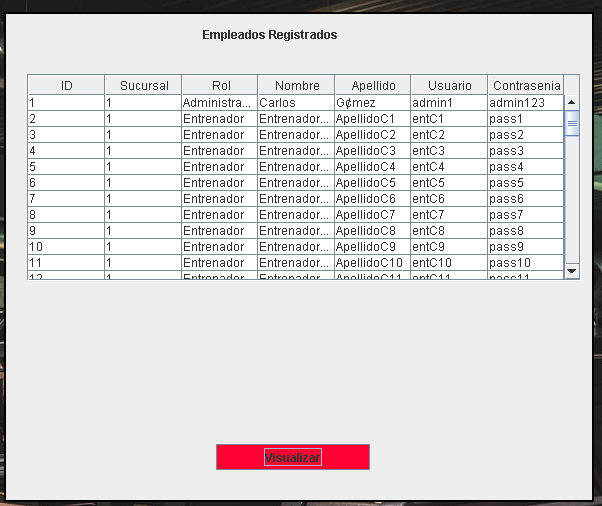 Empleados Registrados
ID Sucursal Rol Nombre Apellido Usuario Contrasenia
1 1 Administra... Carlos G¢mez admin1 admin123
2 1 Entrenador Entrenador... ApellidoC1 entC1 pass1
3 1 Entrenador Entrenador... ApellidoC2 entC2 pass2
4 1 Entrenador Entrenador... ApellidoC3 entC3 pass3
5 1 Entrenador Entrenador... ApellidoC4 entC4 pass4
6 1 Entrenador Entrenador... ApellidoC5 entC5 pass5
7 1 Entrenador Entrenador... ApellidoC6 entC6 pass6
8 1 Entrenador Entrenador... ApellidoC7 entC7 pass7
9 1 Entrenador Entrenador... ApellidoC8 entC8 pass8
10 1 Entrenador Entrenador... ApellidoC9 entC9 pass9
11 1 Entrenador Entrenador... ApellidoC10 entC10 pass10
12 1 Entrenador Entrenador... ApellidoC11 entC11 pass11
Visualizar